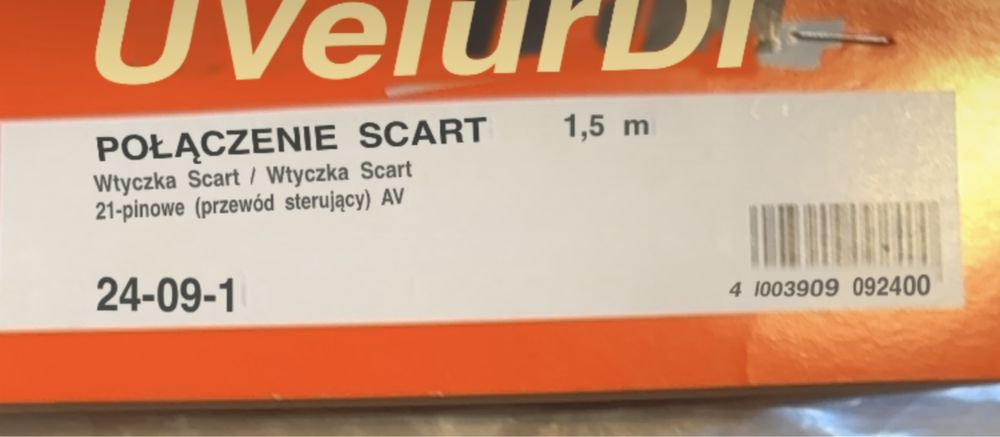 UVelurDI
POŁĄCZENIE SCART 1,5 m
Wtyczka Scart / Wtyczka Scart
21-pinowe (przewód sterujący) AV
24-09-1
4 I003909 092400